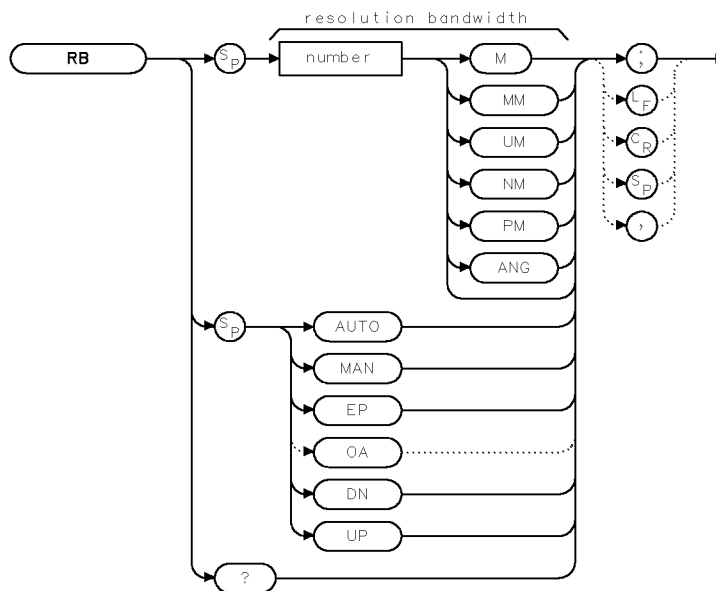 resolution bandwidth
RB
SP
number
M
;
MM
LF
UM
CR
NM
SP
PM
,
ANG
SP
AUTO
MAN
EP
OA
DN
UP
?